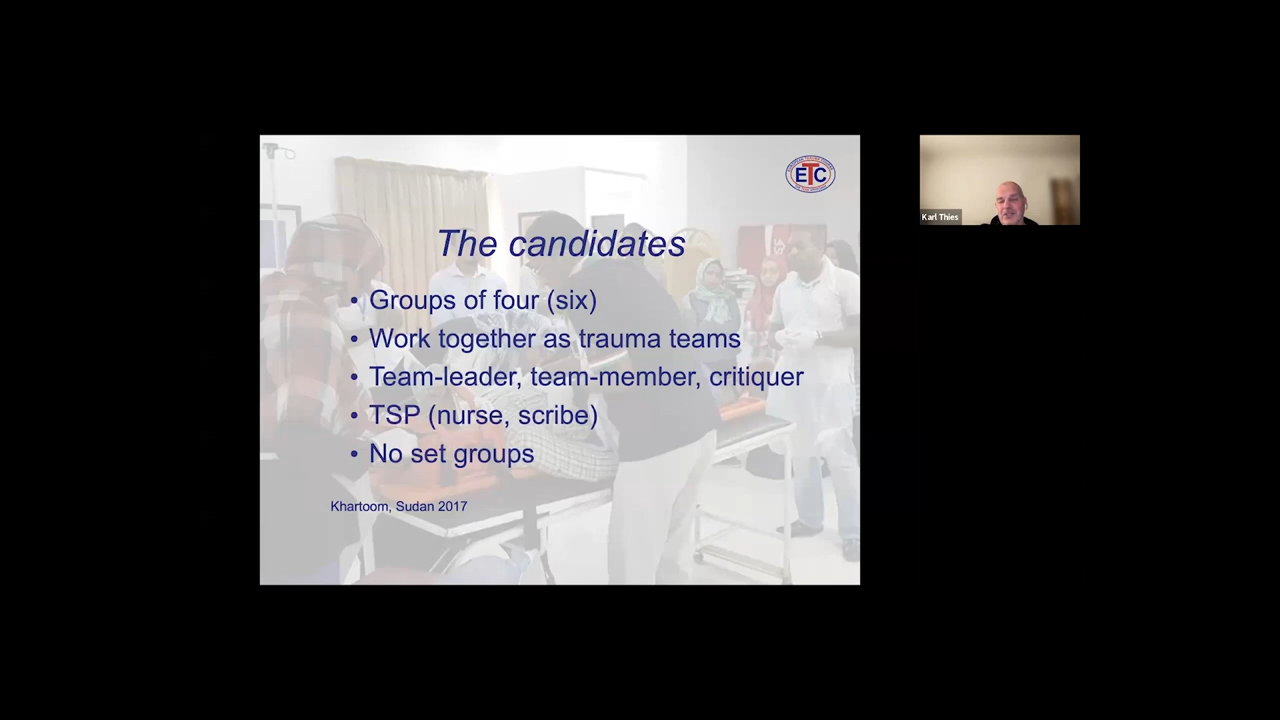 ETC
The candidates
• Groups of four (six)
• Work together as trauma teams
• Team-leader, team-member, critiquer
• TSP (nurse, scribe)
• No set groups
Khartoom, Sudan 2017
Karl Thies